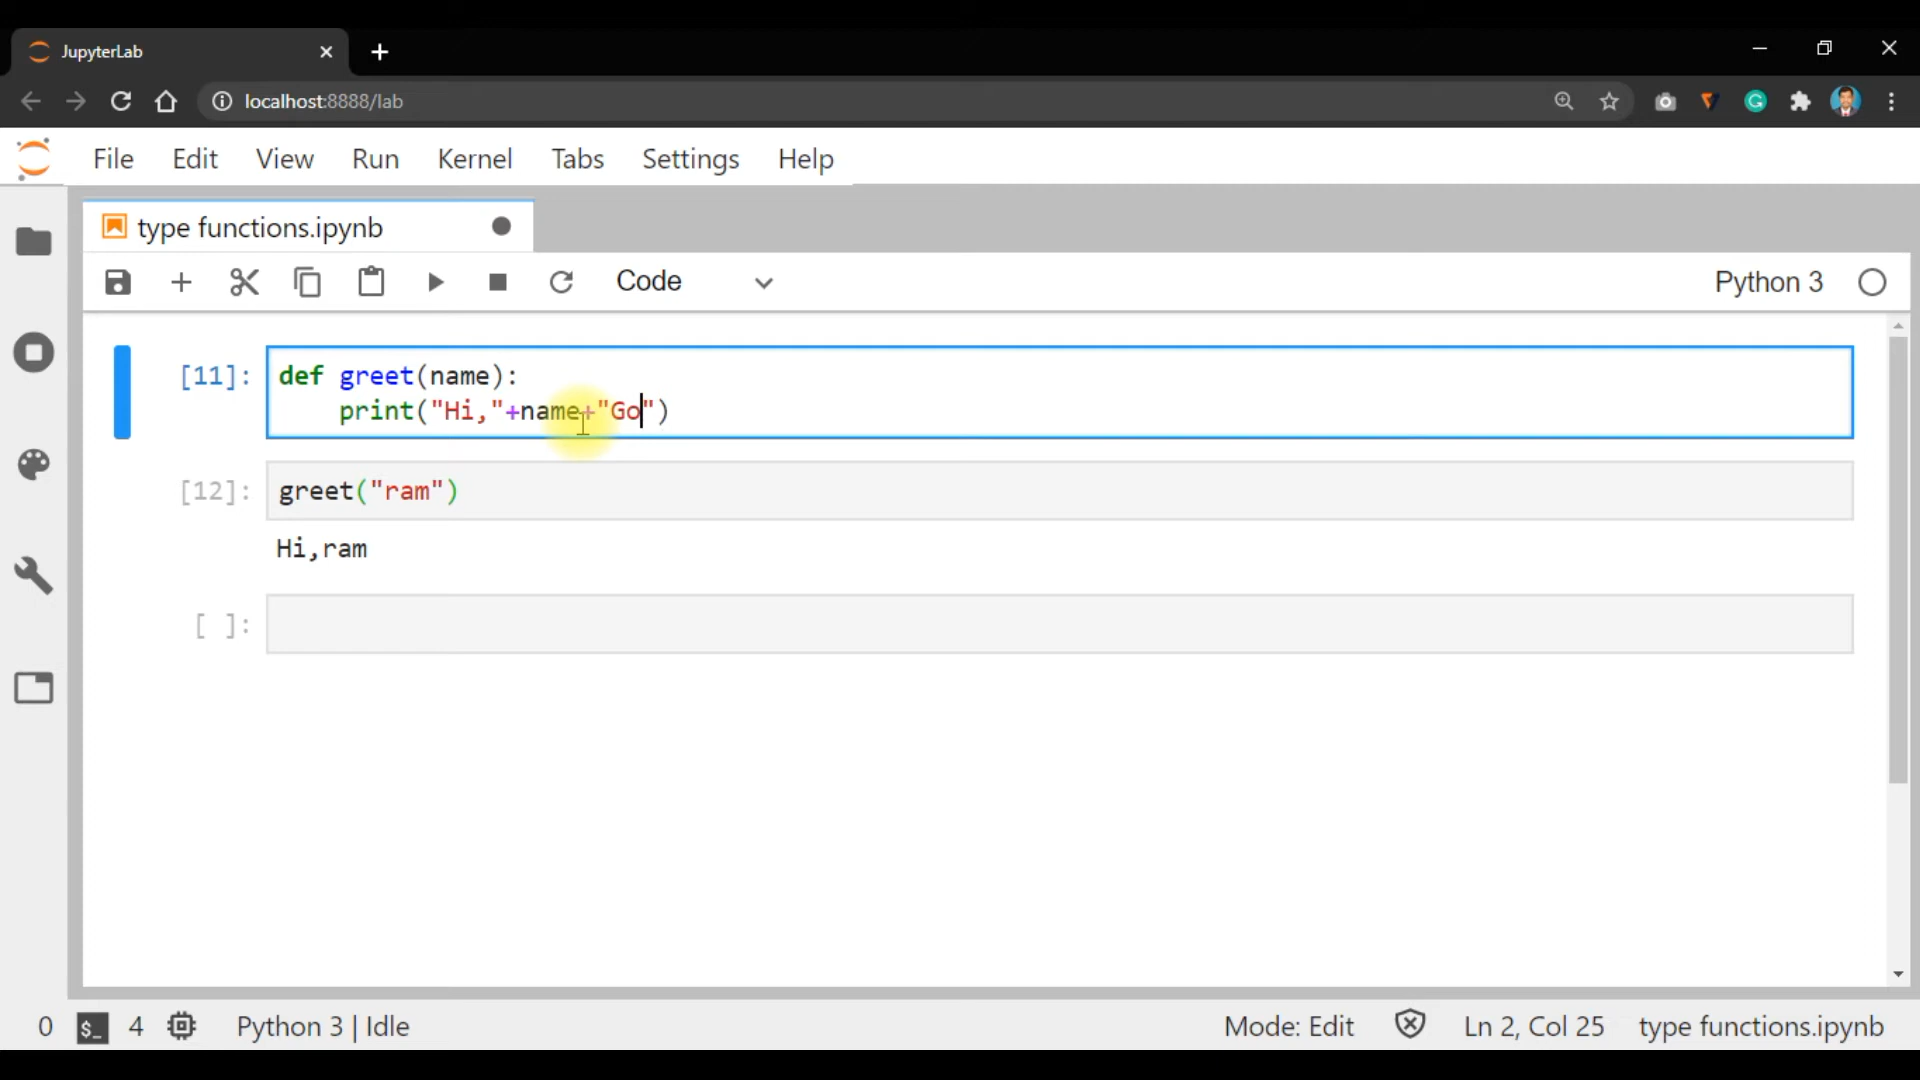 JupyterLab
localhost:8888/lab
File Edit View Run Kernel Tabs Settings Help
type functions.ipynb
Code
Python 3
[11]: def greet(name):
print("Hi,"+name+"Go")
[12]: greet("ram")
Hi,ram
[ ]:
0 $_ 4 Python 3 | Idle Mode: Edit Ln 2, Col 25 type functions.ipynb